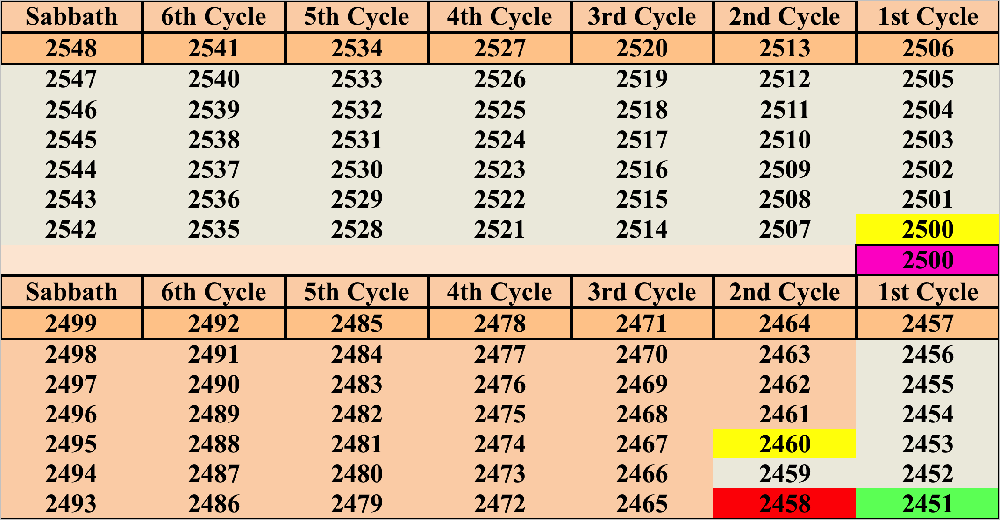 Sabbath 6th Cycle 5th Cycle 4th Cycle 3rd Cycle 2nd Cycle 1st Cycle
2548 2541 2534 2527 2520 2513 2506
2547 2540 2533 2526 2519 2512 2505
2546 2539 2532 2525 2518 2511 2504
2545 2538 2531 2524 2517 2510 2503
2544 2537 2530 2523 2516 2509 2502
2543 2536 2529 2522 2515 2508 2501
2542 2535 2528 2521 2514 2507 2500
2500
Sabbath 6th Cycle 5th Cycle 4th Cycle 3rd Cycle 2nd Cycle 1st Cycle
2499 2492 2485 2478 2471 2464 2457
2498 2491 2484 2477 2470 2463 2456
2497 2490 2483 2476 2469 2462 2455
2496 2489 2482 2475 2468 2461 2454
2495 2488 2481 2474 2467 2460 2453
2494 2487 2480 2473 2466 2459 2452
2493 2486 2479 2472 2465 2458 2451